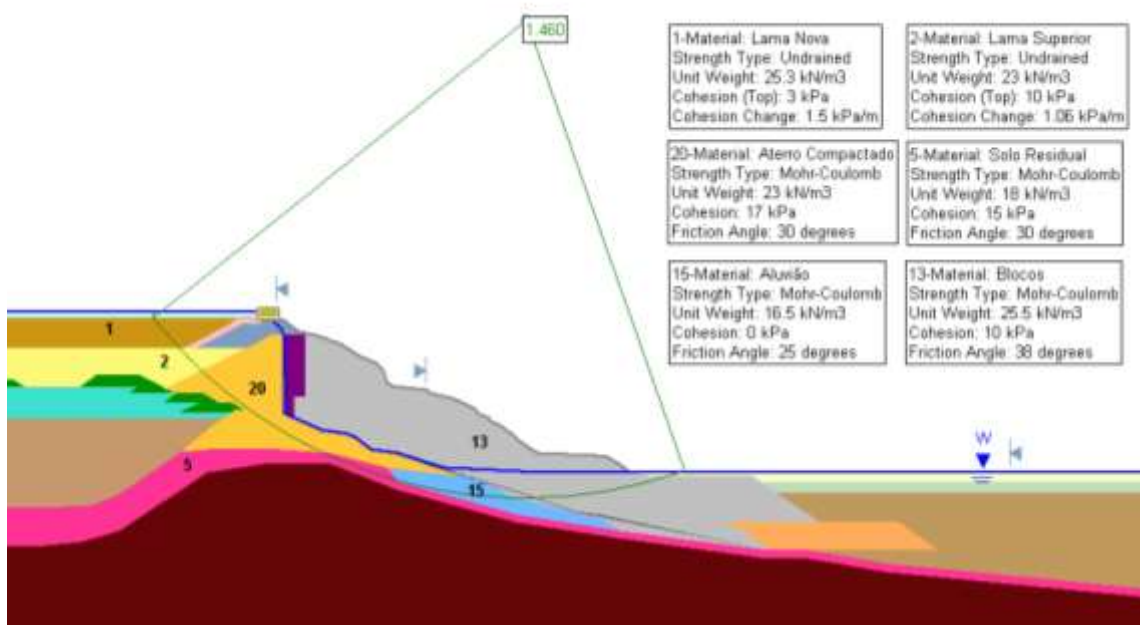 1.460
1-Material: Lama Nova
Strength Type: Undrained
Unit Weight: 25.3 kN/m3
Cohesion (Top): 3 kPa
Cohesion Change: 1.5 kPa/m
2-Material: Lama Superior
Strength Type: Undrained
Unit Weight: 23 kN/m3
Cohesion (Top): 10 kPa
Cohesion Change: 1.06 kPa/m
20-Material: Aterro Compactado
Strength Type: Mohr-Coulomb
Unit Weight: 23 kN/m3
Cohesion: 17 kPa
Friction Angle: 30 degrees
5-Material: Solo Residual
Strength Type: Mohr-Coulomb
Unit Weight: 18 kN/m3
Cohesion: 15 kPa
Friction Angle: 30 degrees
15-Material: Aluvião
Strength Type: Mohr-Coulomb
Unit Weight: 16.5 kN/m3
Cohesion: 0 kPa
Friction Angle: 25 degrees
13-Material: Blocos
Strength Type: Mohr-Coulomb
Unit Weight: 25.5 kN/m3
Cohesion: 10 kPa
Friction Angle: 38 degrees
1
2
20
13
W
5
15